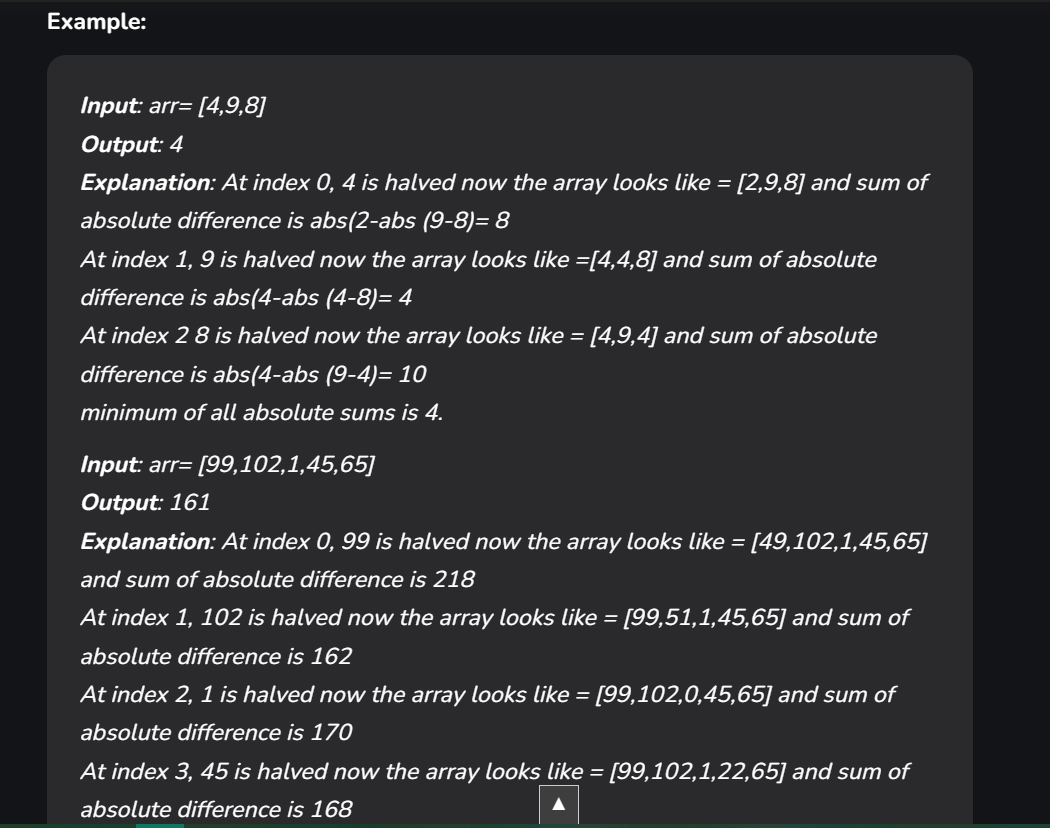 Example:
Input: arr= [4,9,8]
Output: 4
Explanation: At index 0, 4 is halved now the array looks like = [2,9,8] and sum of
absolute difference is abs(2-abs (9-8)= 8
At index 1, 9 is halved now the array looks like =[4,4,8] and sum of absolute
difference is abs(4-abs (4-8)= 4
At index 2 8 is halved now the array looks like = [4,9,4] and sum of absolute
difference is abs(4-abs (9-4)= 10
minimum of all absolute sums is 4.
Input: arr= [99,102,1,45,65]
Output: 161
Explanation: At index 0, 99 is halved now the array looks like = [49,102,1,45,65]
and sum of absolute difference is 218
At index 1, 102 is halved now the array looks like = [99,51,1,45,65] and sum of
absolute difference is 162
At index 2, 1 is halved now the array looks like = [99,102,0,45,65] and sum of
absolute difference is 170
At index 3, 45 is halved now the array looks like = [99,102,1,22,65] and sum of
absolute difference is 168